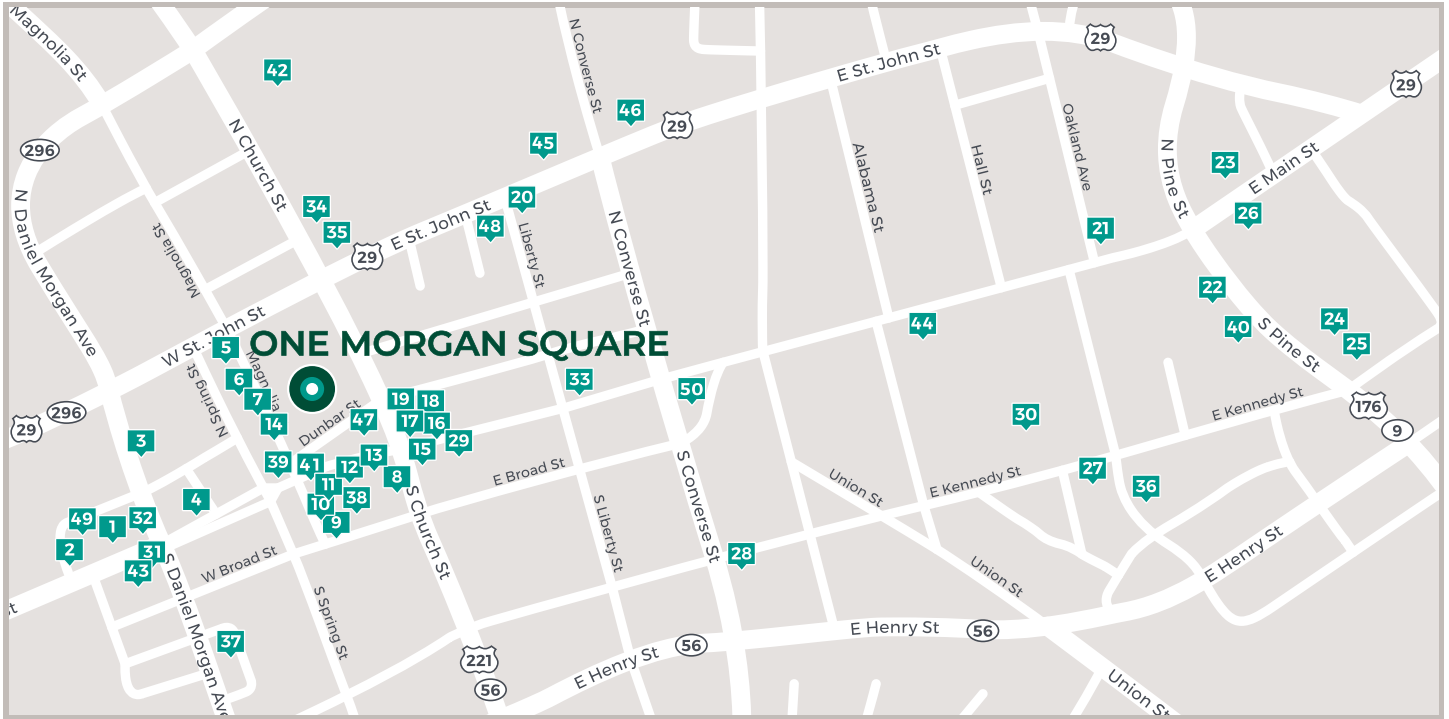 Magnolia St
42
N Converse St
E St. John St
29
29
46
29
296
N Church St
45
Oakland Ave
N Pine St
Alabama St
Hall St
23
E Main St
N Daniel Morgan Ave
34
20
35
E St. John St
48
26
Magnolia St
29
Liberty St
N Converse St
21
22
W St. John St
44
40
S Pine St
24
25
5
ONE MORGAN SQUARE
6
Magnolia
N Spring St
7
33
50
19
18
176
29
296
14
Dunbar St
47
17
16
30
E Kennedy St
9
3
29
15
39
41
12
13
8
E Broad St
S Converse St
27
11
Union St
E Kennedy St
36
4
10
38
S Church St
S Liberty St
49
1
32
9
2
31
43
28
E Henry St
S Daniel Morgan Ave
W Broad St
Union St
St
S Spring St
37
E Henry St
56
56
221
E Henry St
56
Union St